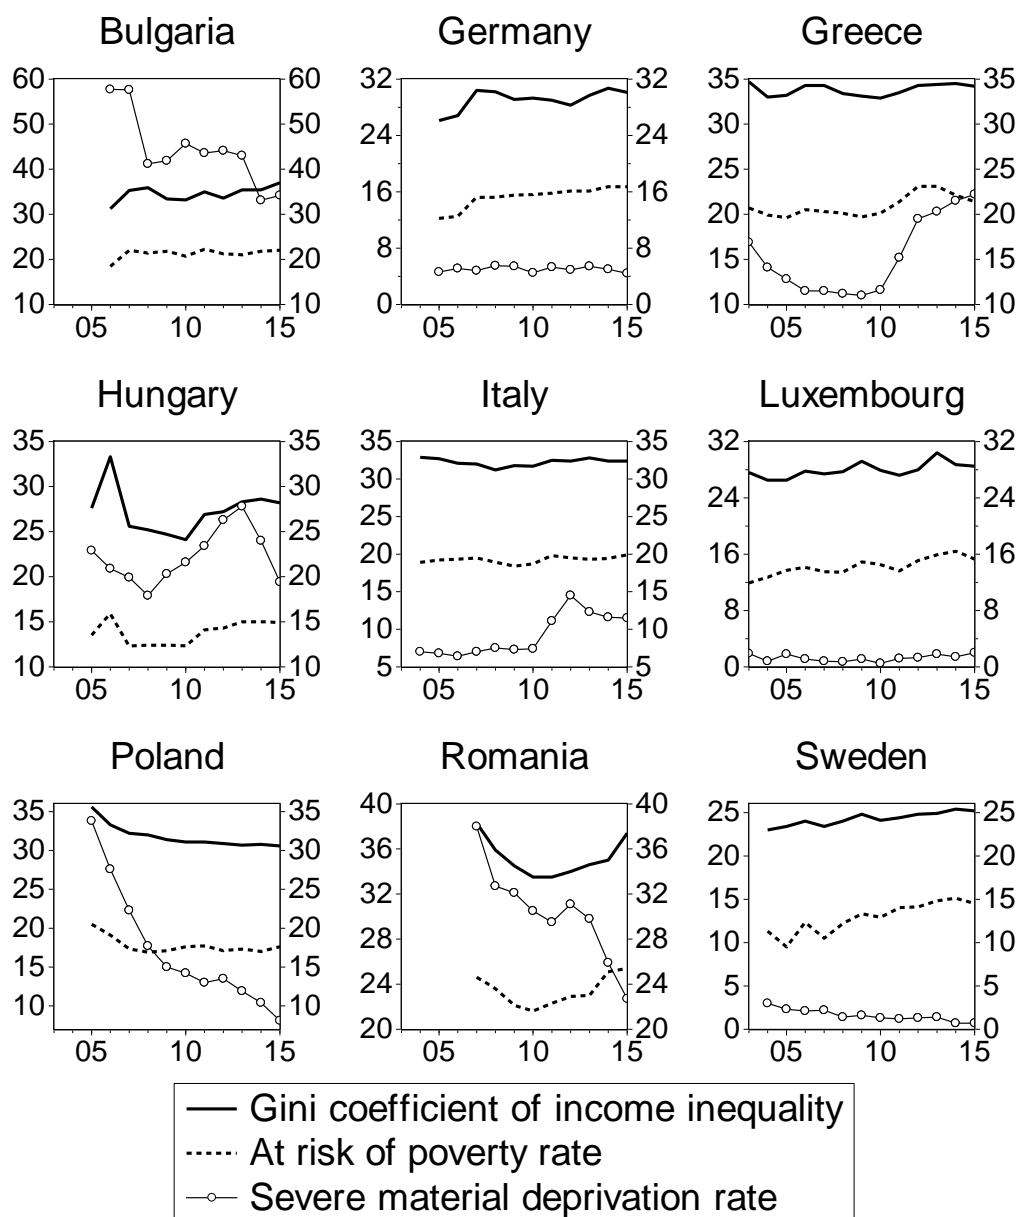 Bulgaria
Germany
Greece
60 60
50 50
40 40
30 30
20 20
10 10
05 10 15
32 32
24 24
16 16
8 8
0 0
05 10 15
35 35
30 30
25 25
20 20
15 15
10 10
05 10 15
Hungary
Italy
Luxembourg
35 35
30 30
25 25
20 20
15 15
10 10
05 10 15
35 35
30 30
25 25
20 20
15 15
10 10
5 5
05 10 15
32 32
24 24
16 16
8 8
0 0
05 10 15
Poland
Romania
Sweden
35 35
30 30
25 25
20 20
15 15
10 10
05 10 15
40 40
36 36
32 32
28 28
24 24
20 20
05 10 15
25 25
20 20
15 15
10 10
5 5
0 0
05 10 15
Gini coefficient of income inequality
At risk of poverty rate
Severe material deprivation rate